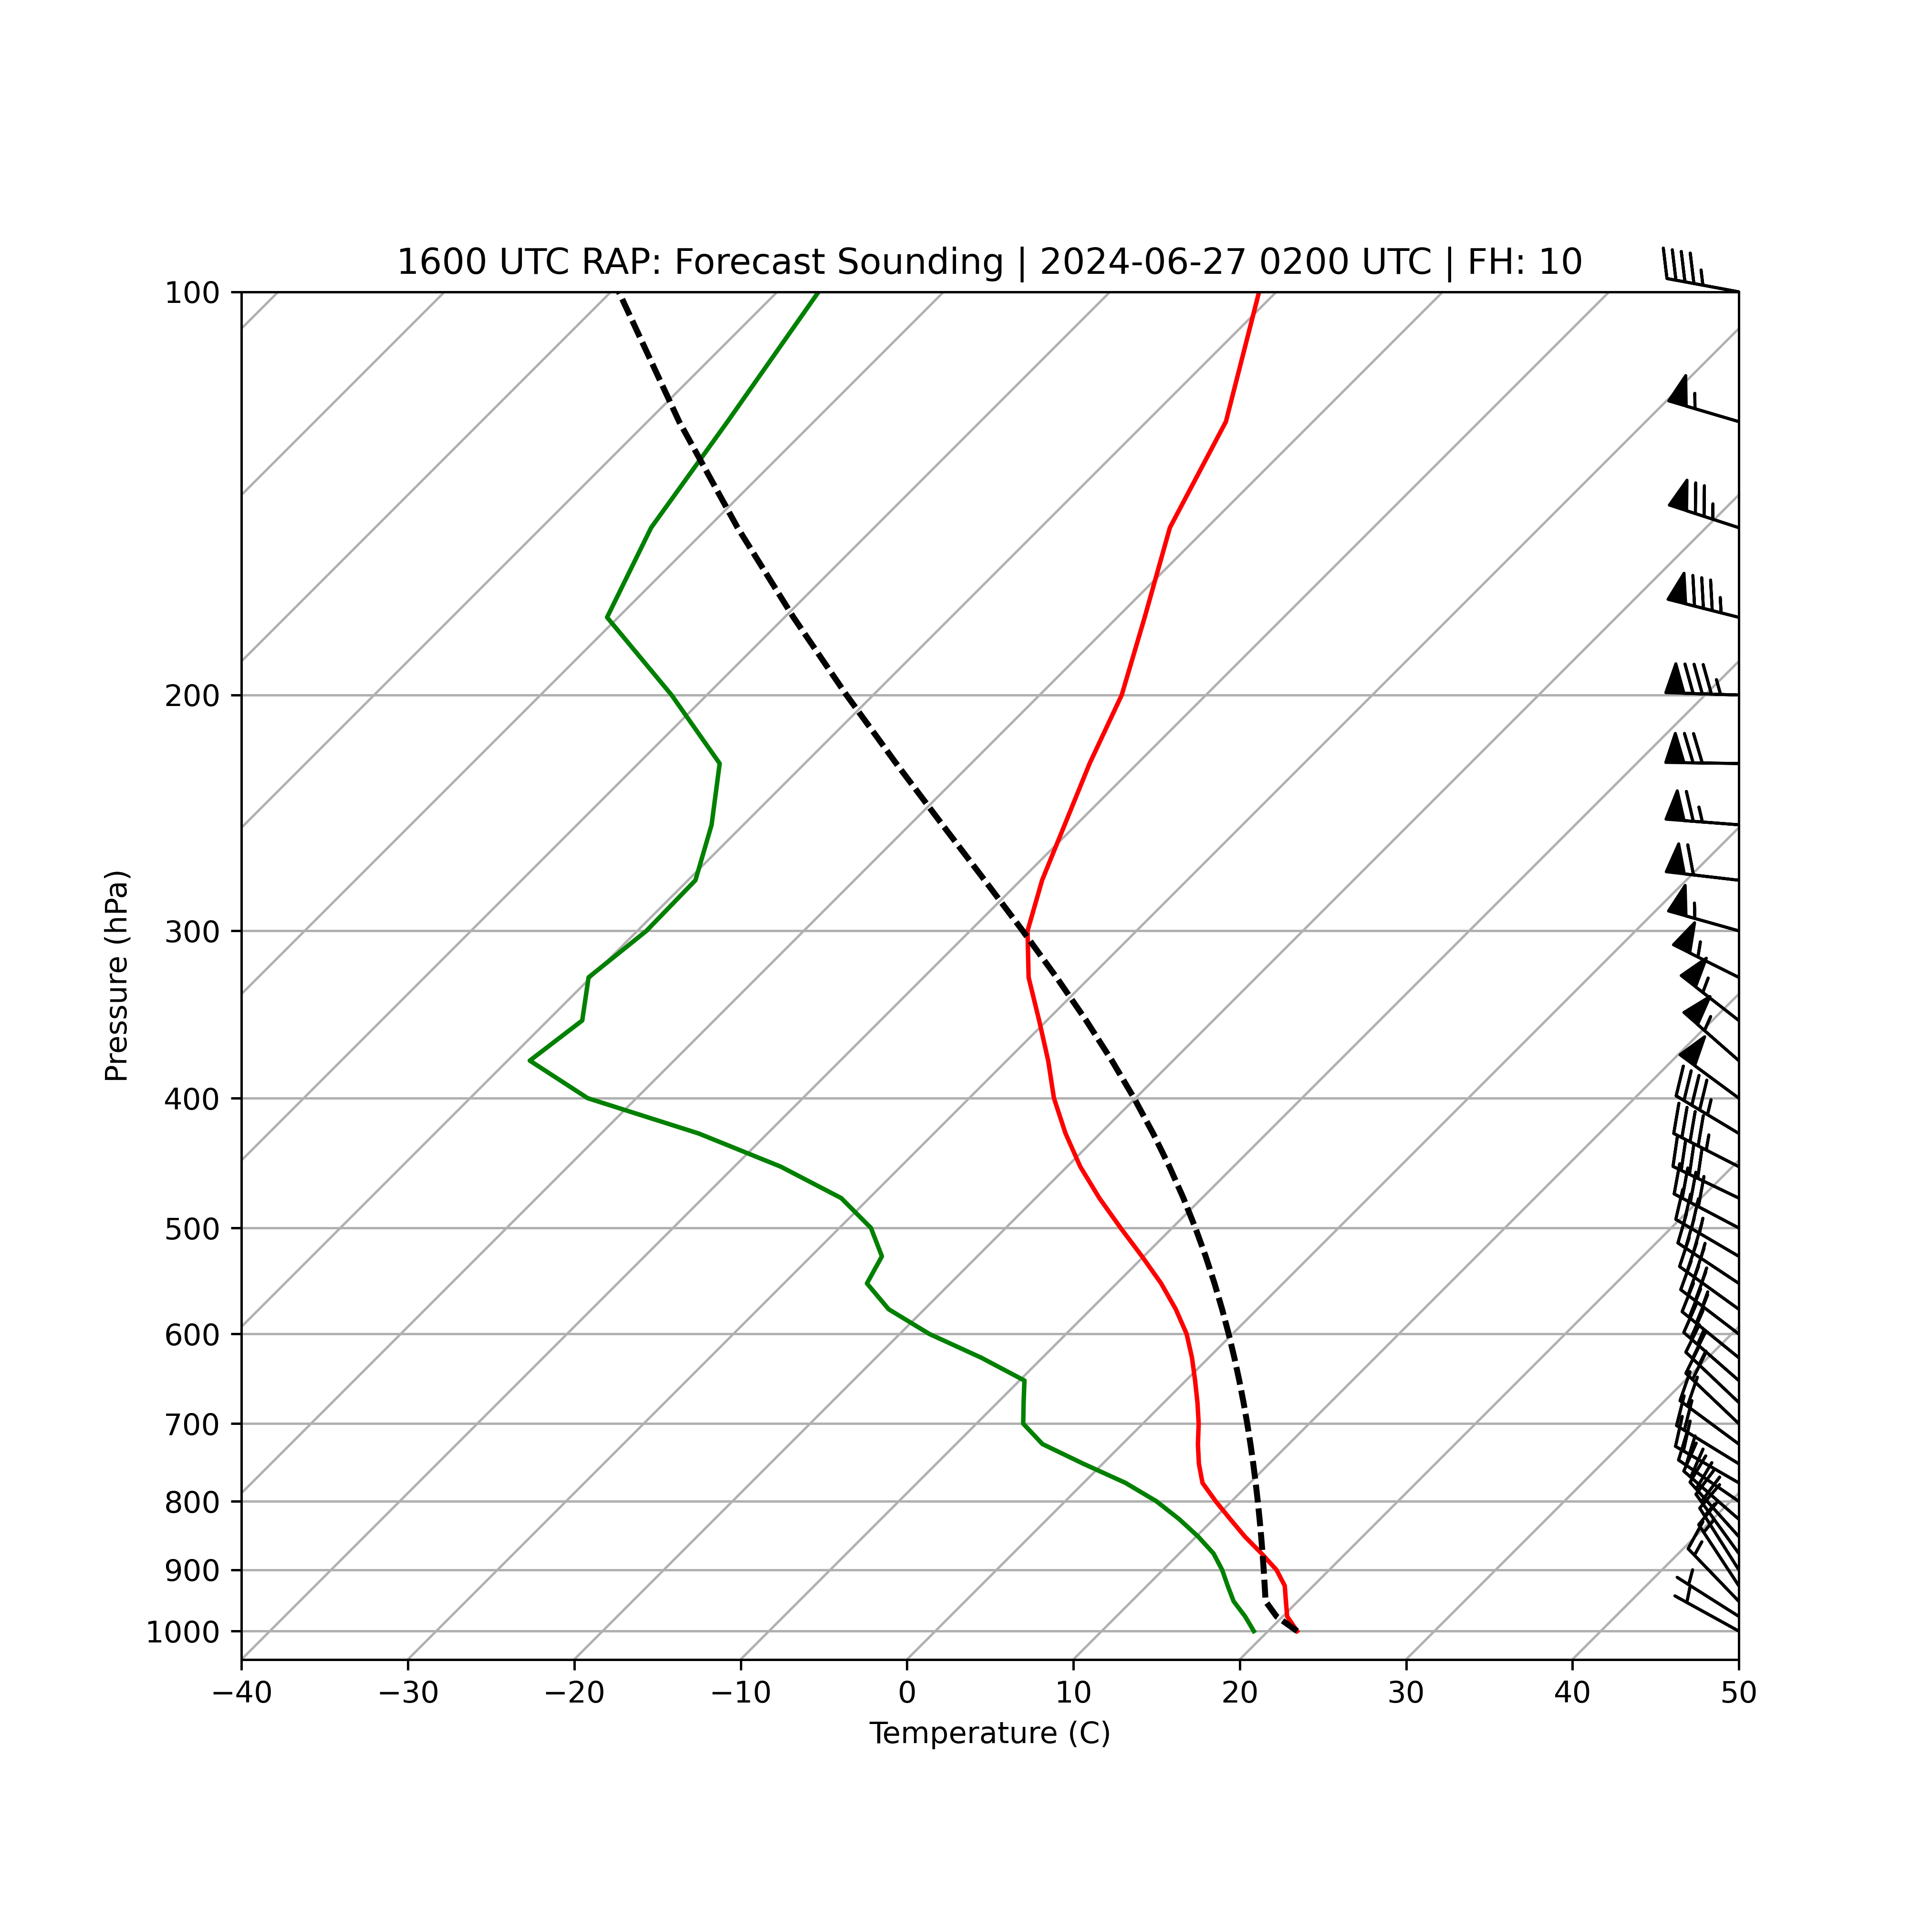 1600 UTC RAP: Forecast Sounding | 2024-06-27 0200 UTC | FH: 10
100
200
300
400
500
600
700
800
900
1000
Pressure (hPa)
−40 −30 −20 −10 0 10 20 30 40 50
Temperature (C)